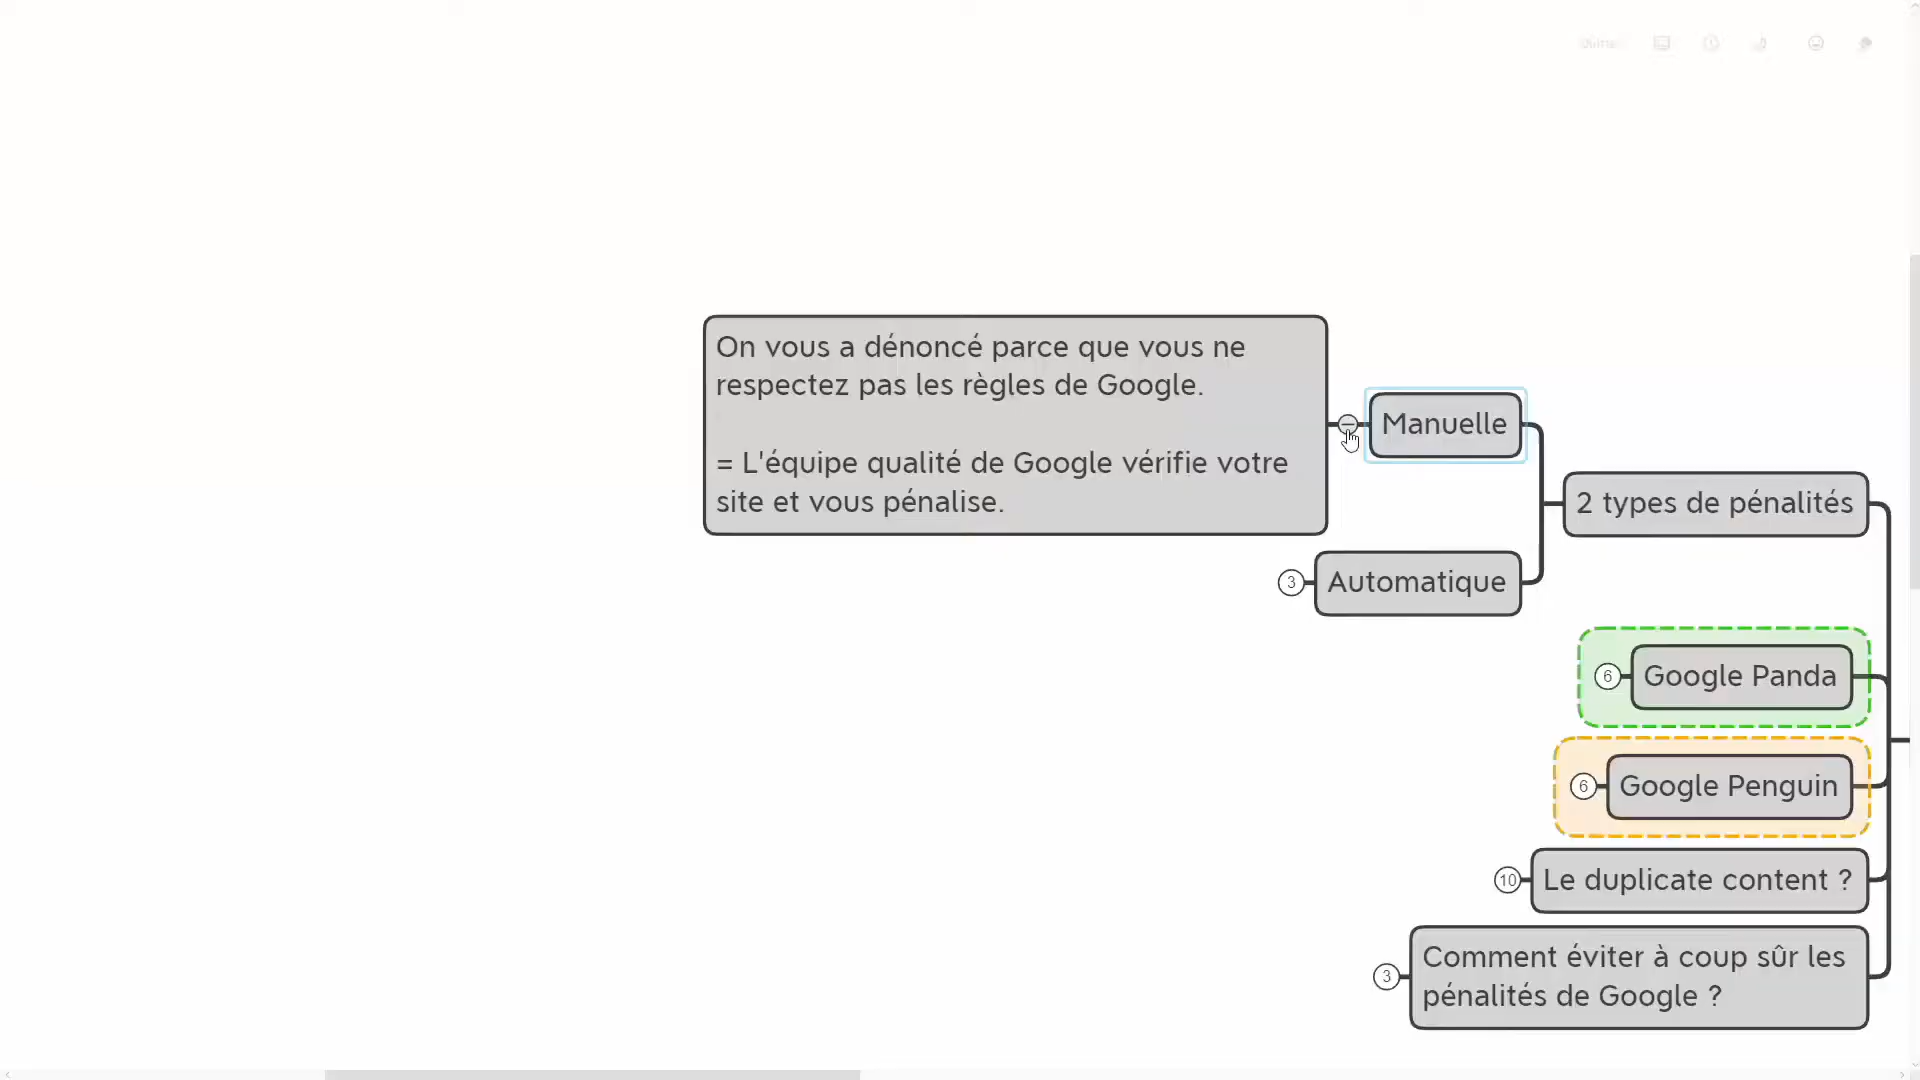 On vous a dénoncé parce que vous ne
respectez pas les règles de Google.
= L'équipe qualité de Google vérifie votre
site et vous pénalise.
Manuelle
2 types de pénalités
3
Automatique
6
Google Panda
6
Google Penguin
10
Le duplicate content ?
3
Comment éviter à coup sûr les
pénalités de Google ?